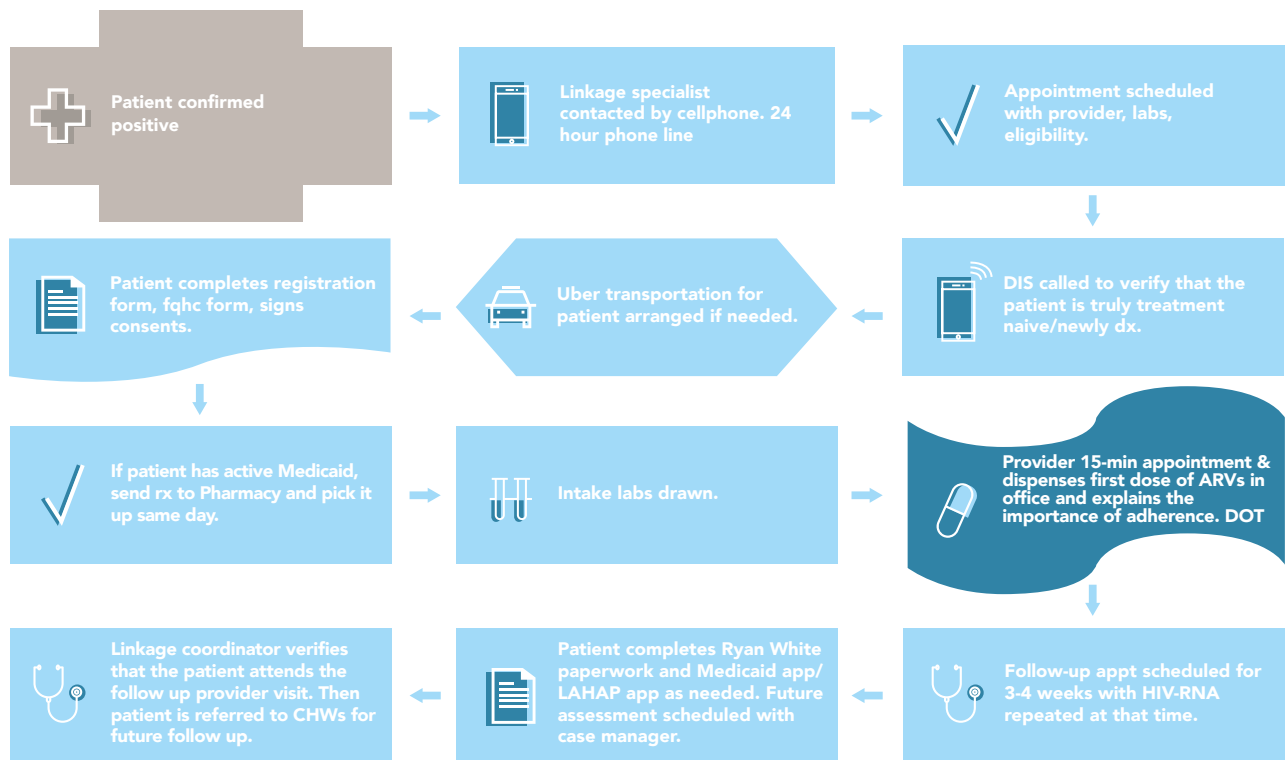 Patient confirmed
positive
Linkage specialist
contacted by cellphone. 24
hour phone line
Appointment scheduled
with provider, labs,
eligibility.
DIS called to verify that the
patient is truly treatment
naive/newly dx.
Uber transportation for
patient arranged if needed.
Patient completes registration
form, fqhc form, signs
consents.
If patient has active Medicaid,
send rx to Pharmacy and pick it
up same day.
Intake labs drawn.
Provider 15-min appointment &
dispenses first dose of ARVs in
office and explains the
importance of adherence. DOT
Follow-up appt scheduled for
3-4 weeks with HIV-RNA
repeated at that time.
Patient completes Ryan White
paperwork and Medicaid app/
LAHAP app as needed. Future
assessment scheduled with
case manager.
Linkage coordinator verifies
that the patient attends the
follow up provider visit. Then
patient is referred to CHWs for
future follow up.